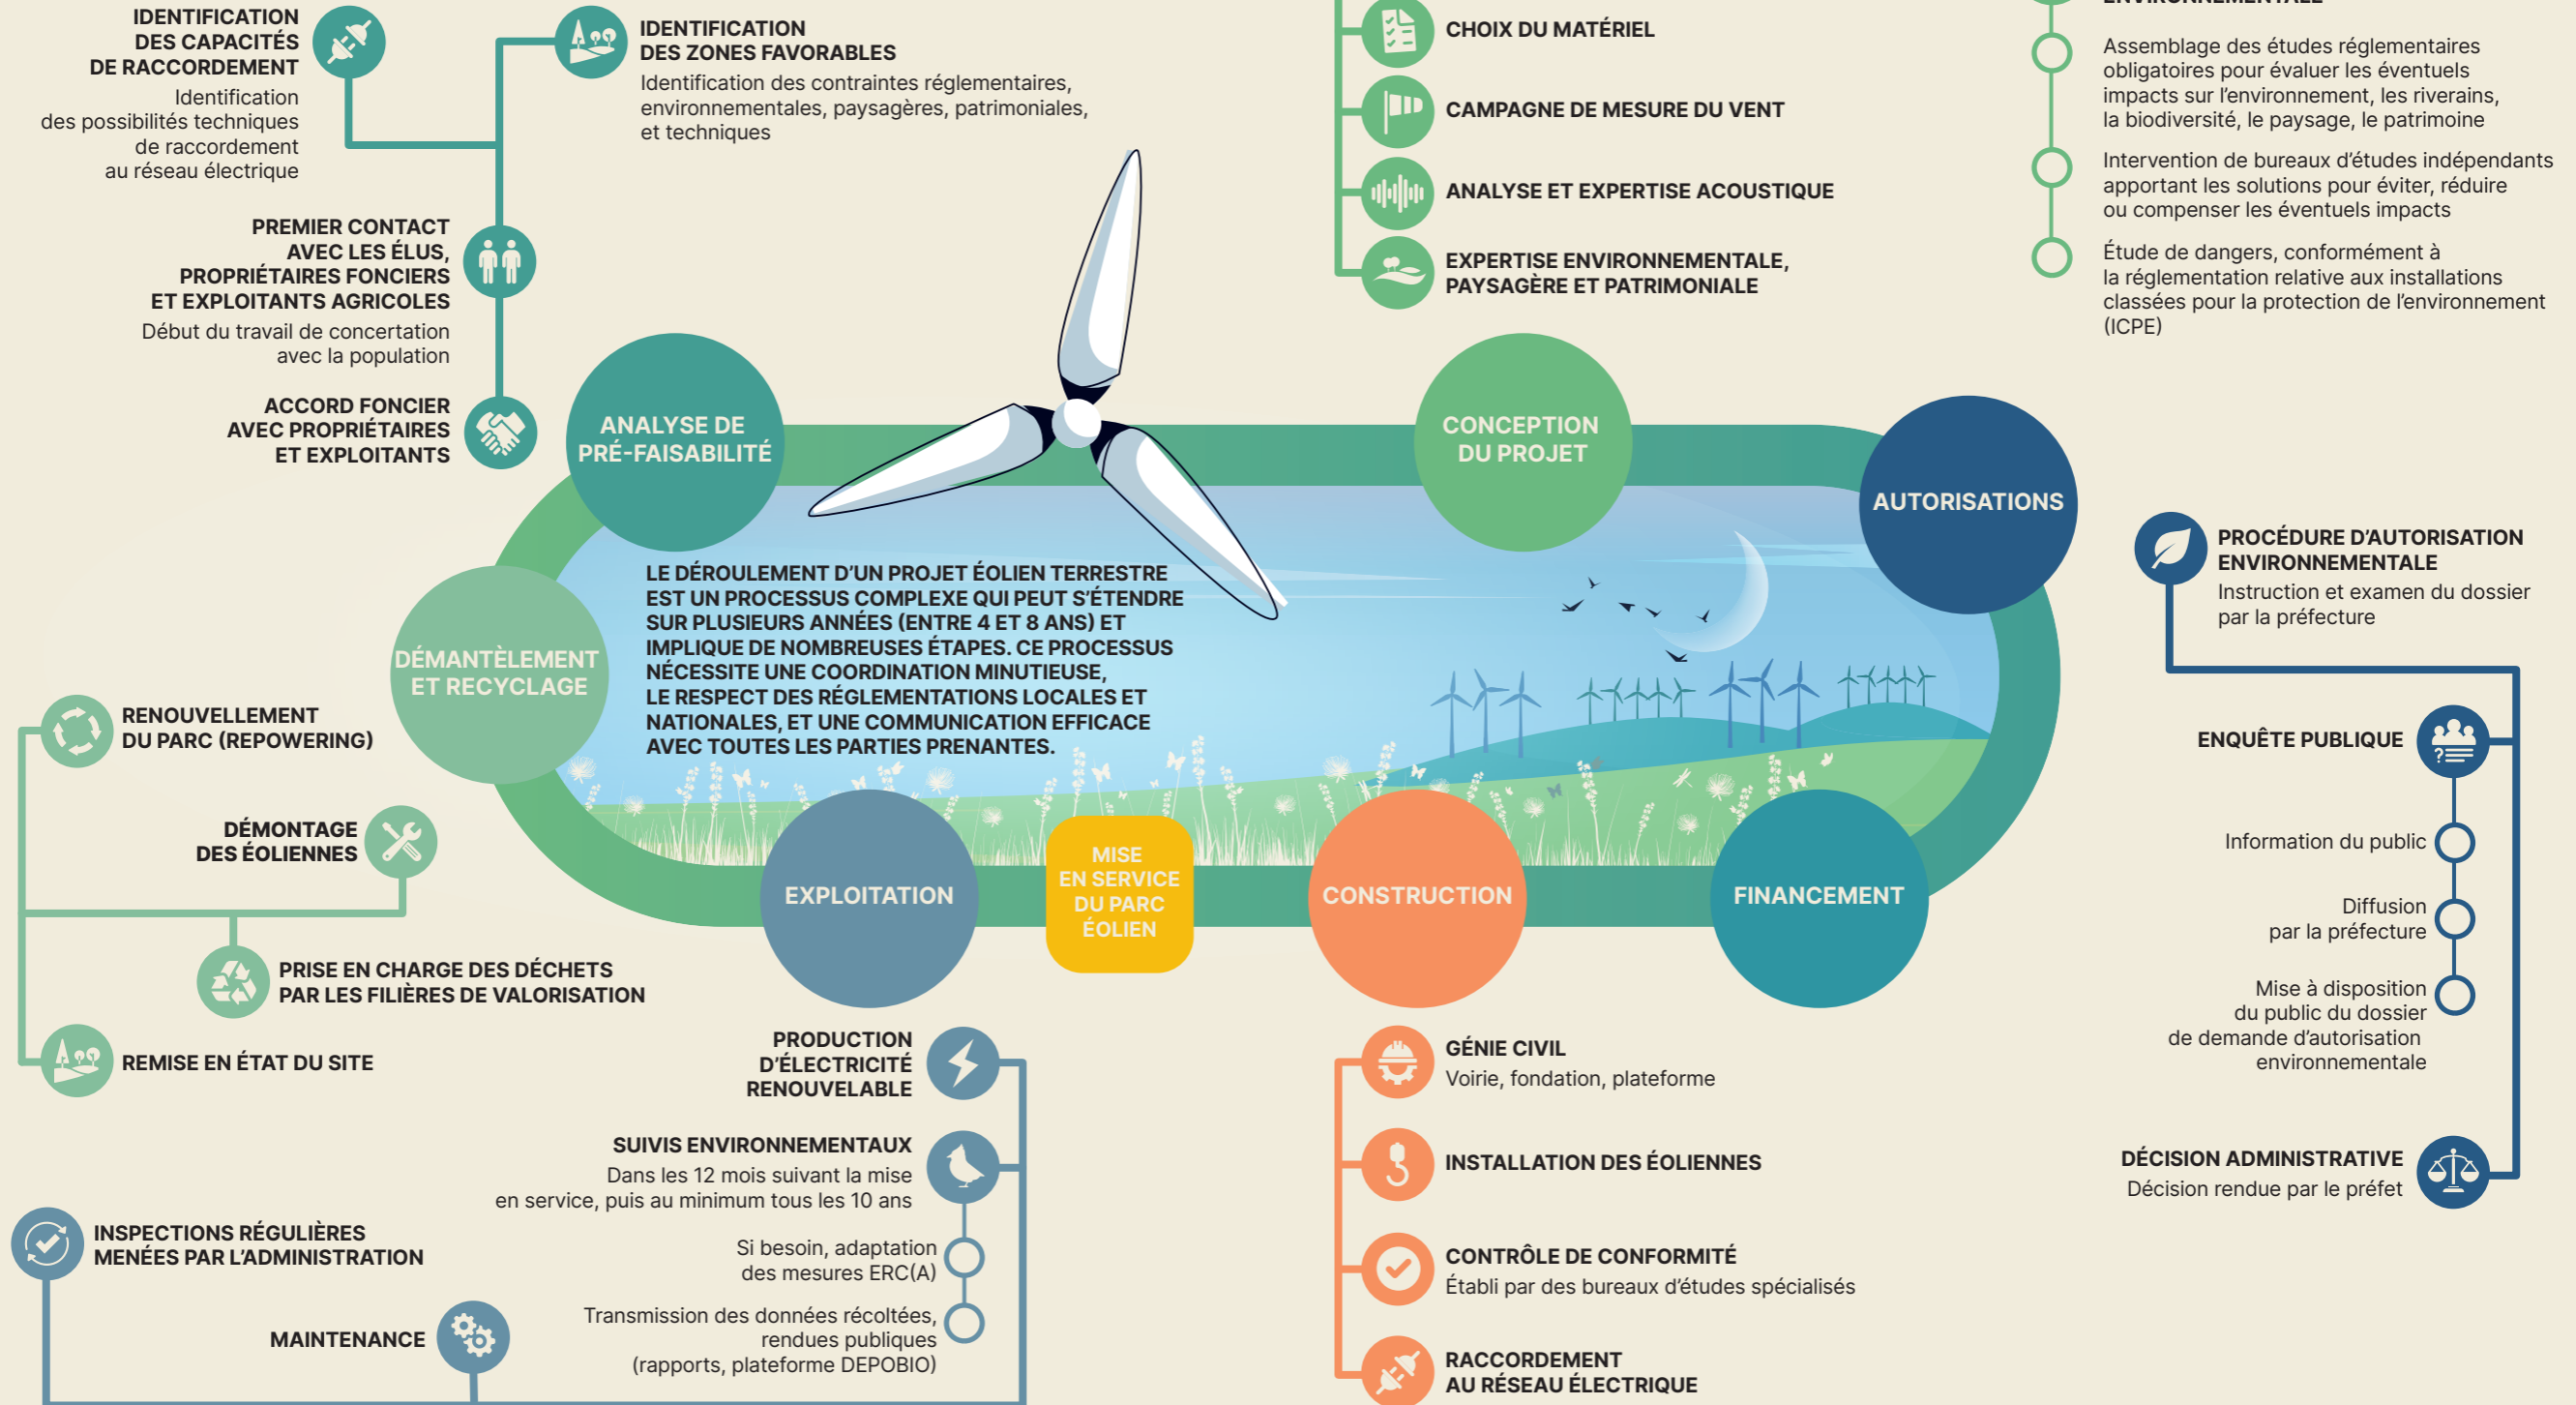 IDENTIFICATION
DES CAPACITÉS
DE RACCORDEMENT
Identification
des possibilités techniques
de raccordement
au réseau électrique
IDENTIFICATION
DES ZONES FAVORABLES
Identification des contraintes réglementaires,
environnementales, paysagères, patrimoniales,
et techniques
PREMIER CONTACT
AVEC LES ÉLUS,
PROPRIÉTAIRES FONCIERS
ET EXPLOITANTS AGRICOLES
Début du travail de concertation
avec la population
ACCORD FONCIER
AVEC PROPRIÉTAIRES
ET EXPLOITANTS
CHOIX DU MATÉRIEL
CAMPAGNE DE MESURE DU VENT
ANALYSE ET EXPERTISE ACOUSTIQUE
EXPERTISE ENVIRONNEMENTALE,
PAYSAGÈRE ET PATRIMONIALE
ENVIRONNEMENTALE
Assemblage des études réglementaires
obligatoires pour évaluer les éventuels
impacts sur l'environnement, les riverains,
la biodiversité, le paysage, le patrimoine
Intervention de bureaux d'études indépendants
apportant les solutions pour éviter, réduire
ou compenser les éventuels impacts
Étude de dangers, conformément à
la réglementation relative aux installations
classées pour la protection de l'environnement
(ICPE)
ANALYSE DE
PRÉ-FAISABILITÉ
CONCEPTION
DU PROJET
AUTORISATIONS
LE DÉROULEMENT D'UN PROJET ÉOLIEN TERRESTRE
EST UN PROCESSUS COMPLEXE QUI PEUT S'ÉTENDRE
SUR PLUSIEURS ANNÉES (ENTRE 4 ET 8 ANS) ET
IMPLIQUE DE NOMBREUSES ÉTAPES. CE PROCESSUS
NÉCESSITE UNE COORDINATION MINUTIEUSE,
LE RESPECT DES RÉGLEMENTATIONS LOCALES ET
NATIONALES, ET UNE COMMUNICATION EFFICACE
AVEC TOUTES LES PARTIES PRENANTES.
DÉMANTÈLEMENT
ET RECYCLAGE
EXPLOITATION
MISE
EN SERVICE
DU PARC
ÉOLIEN
CONSTRUCTION
FINANCEMENT
PROCÉDURE D'AUTORISATION
ENVIRONNEMENTALE
Instruction et examen du dossier
par la préfecture
ENQUÊTE PUBLIQUE
?
Information du public
Diffusion
par la préfecture
Mise à disposition
du public du dossier
de demande d'autorisation
environnementale
DÉCISION ADMINISTRATIVE
Décision rendue par le préfet
RENOUVELLEMENT
DU PARC (REPOWERING)
DÉMONTAGE
DES ÉOLIENNES
PRISE EN CHARGE DES DÉCHETS
PAR LES FILIÈRES DE VALORISATION
REMISE EN ÉTAT DU SITE
PRODUCTION
D'ÉLECTRICITÉ
RENOUVELABLE
SUIVIS ENVIRONNEMENTAUX
Dans les 12 mois suivant la mise
en service, puis au minimum tous les 10 ans
Si besoin, adaptation
des mesures ERC(A)
Transmission des données récoltées,
rendues publiques
(rapports, plateforme DEPOBIO)
INSPECTIONS RÉGULIÈRES
MENÉES PAR L'ADMINISTRATION
MAINTENANCE
GÉNIE CIVIL
Voirie, fondation, plateforme
INSTALLATION DES ÉOLIENNES
CONTRÔLE DE CONFORMITÉ
Établi par des bureaux d'études spécialisés
RACCORDEMENT
AU RÉSEAU ÉLECTRIQUE